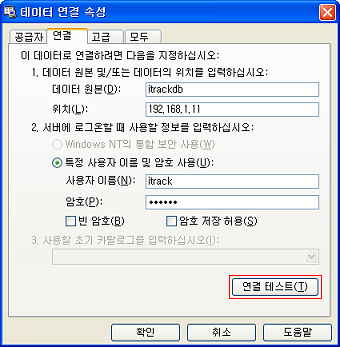 데이터 연결 속성
공급자 연결 고급 모두
이 데이터로 연결하려면 다음을 지정하십시오:
1. 데이터 원본 및/또는 데이터의 위치를 입력하십시오:
데이터 원본(D): itrackdb
위치(L): 192.168.1.11
2. 서버에 로그온할 때 사용할 정보를 입력하십시오:
Windows NT의 통합 보안 사용(W)
특정 사용자 이름 및 암호 사용(U):
사용자 이름(N): itrack
암호(P): ••••••
빈 암호(B) 암호 저장 허용(S)
3. 사용할 초기 카탈로그를 입력하십시오(I):
연결 테스트(T)
확인 취소 도움말